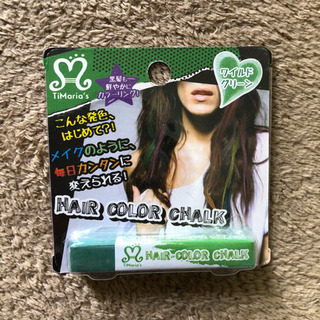 TiMaria's
黒髪も
鮮やかに
カラーリング!
ワイルド
グリーン
こんな発色、
はじめて?!
メイクのように、
毎日カンタンに
変えられる!
HAIR COLOR CHALK
TiMaria's
HAIR-COLOR CHALK